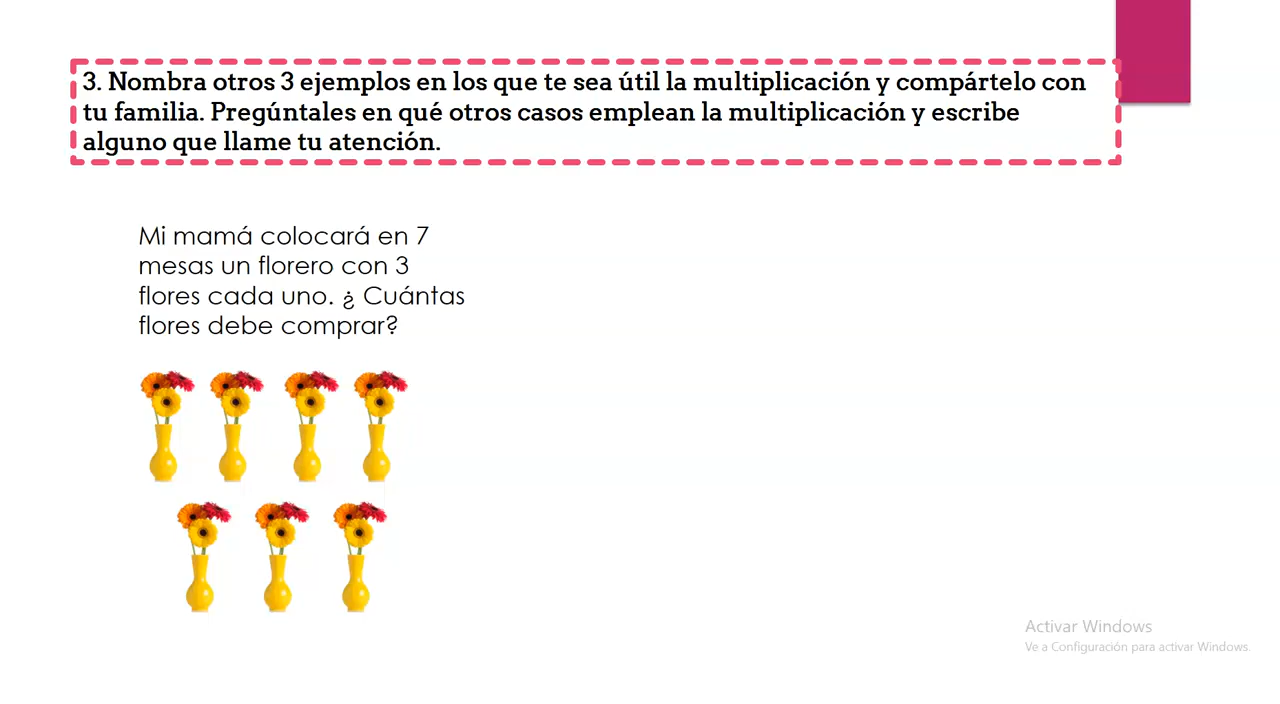 3. Nombra otros 3 ejemplos en los que te sea útil la multiplicación y compártelo con
tu familia. Pregúntales en qué otros casos emplean la multiplicación y escribe
alguno que llame tu atención.
Mi mamá colocará en 7
mesas un florero con 3
flores cada uno. ¿ Cuántas
flores debe comprar?
Activar Windows
Ve a Configuración para activar Windows.